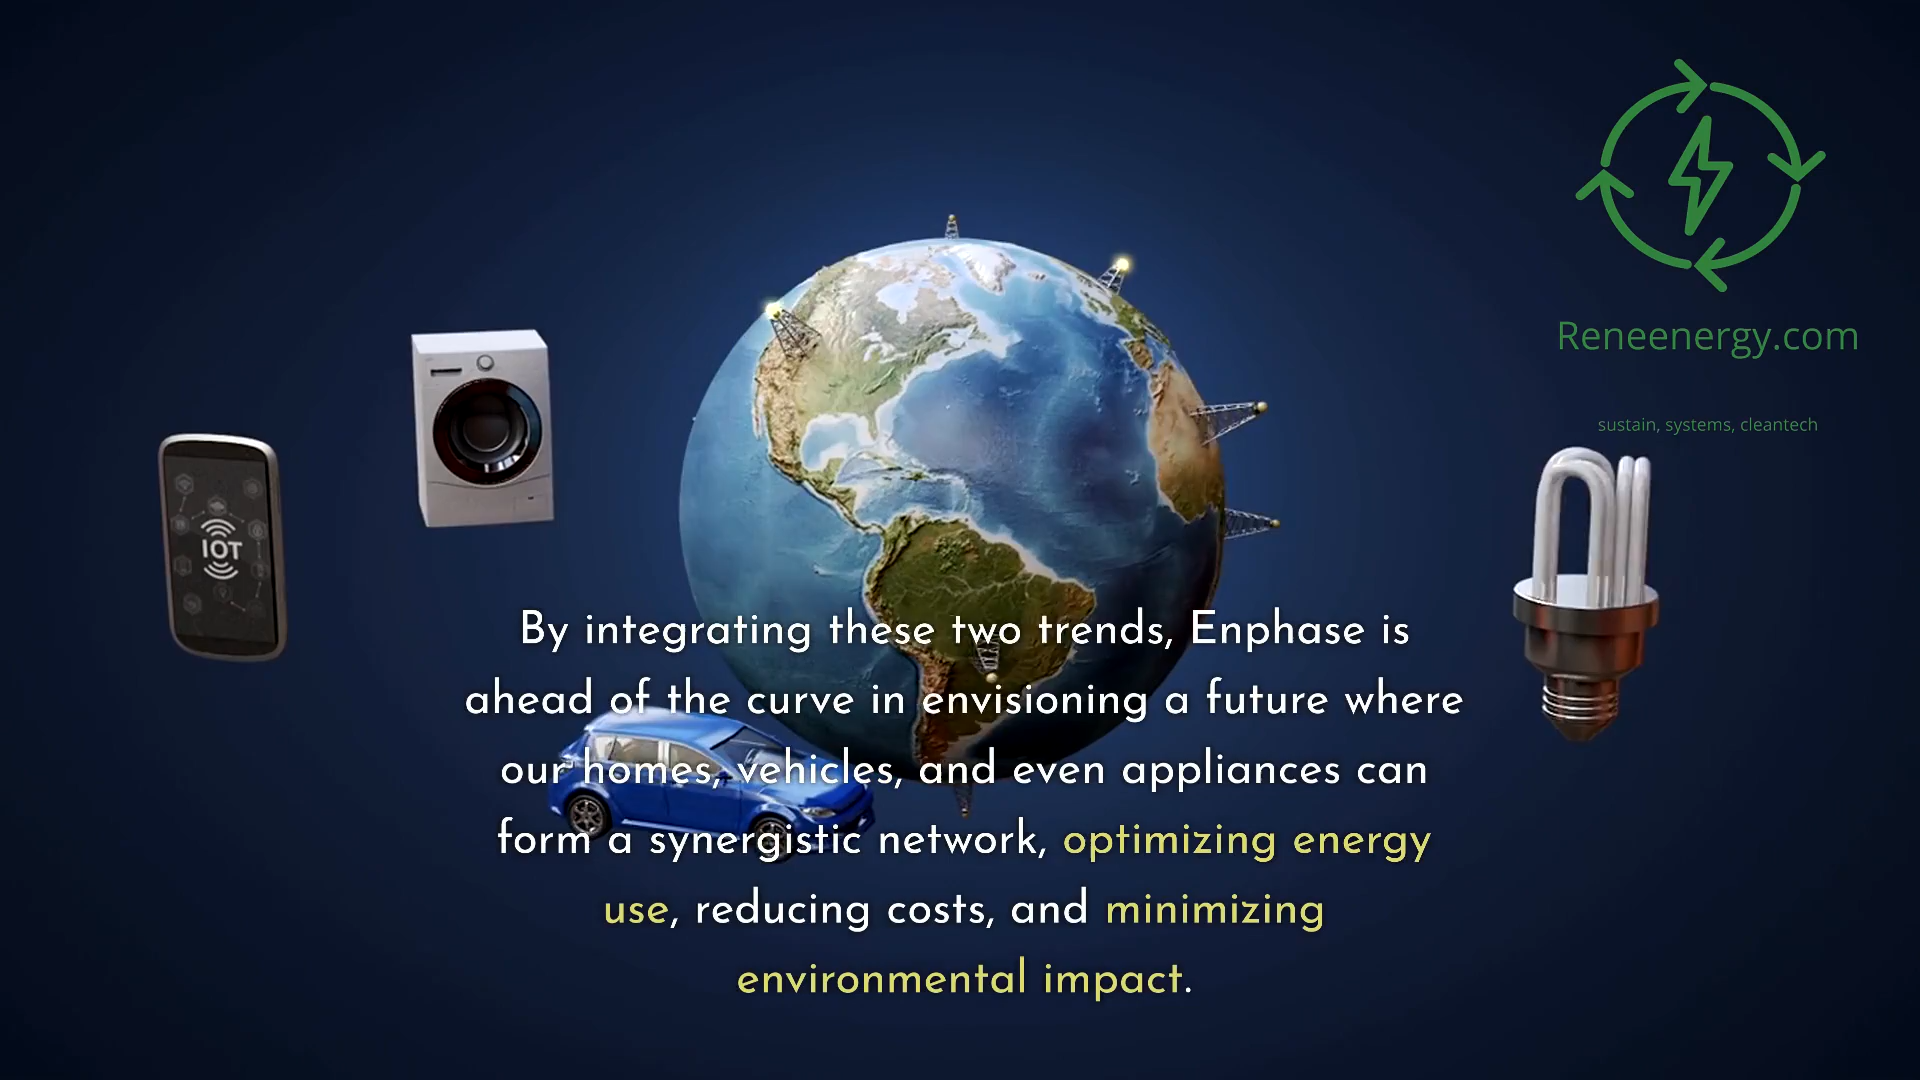 Reneenergy.com
sustain, systems, cleantech
IOT
By integrating these two trends, Enphase is
ahead of the curve in envisioning a future where
our homes, vehicles, and even appliances can
form a synergistic network, optimizing energy
use, reducing costs, and minimizing
environmental impact.